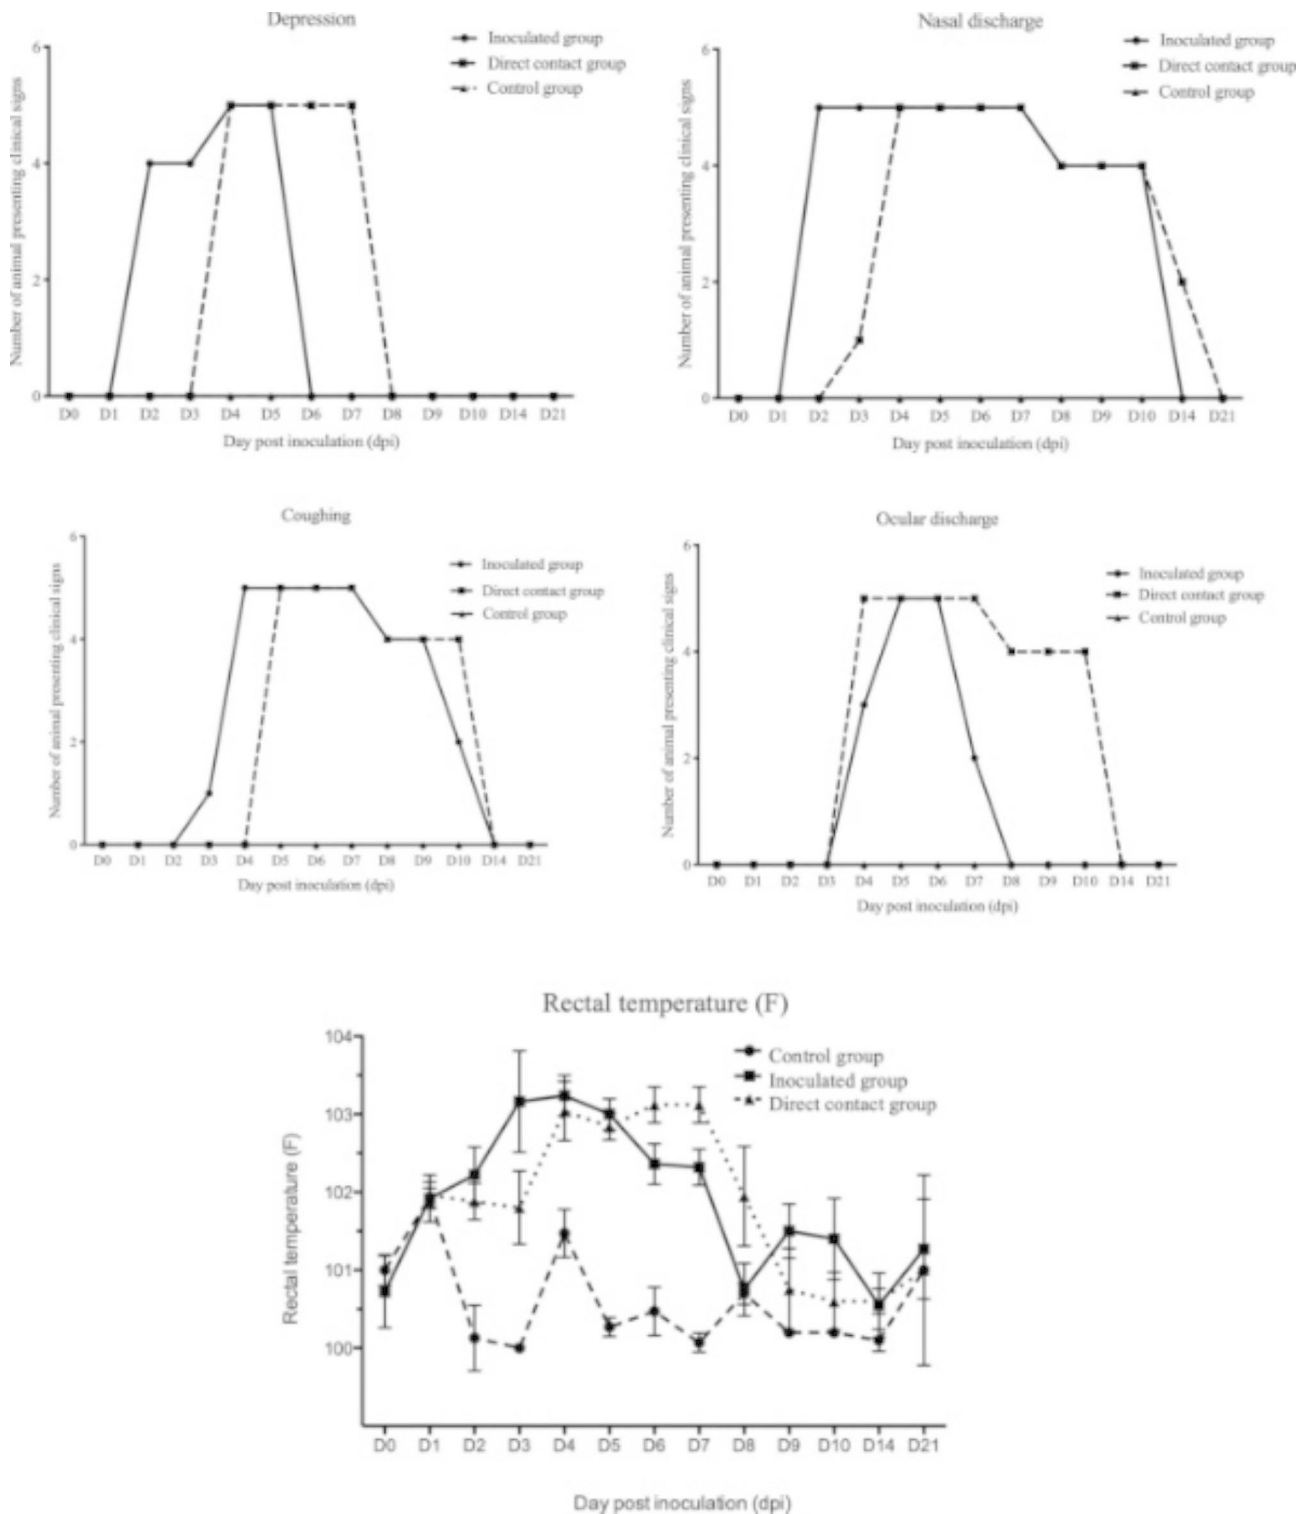 Depression
Number of animal presenting clinical signs
6
4
2
0
Inoculated group
Direct contact group
Control group
D0 D1 D2 D3 D4 D5 D6 D7 D8 D9 D10 D14 D21
Day post inoculation (dpi)
Nasal discharge
Number of animal presenting clinical signs
6
4
2
0
Inoculated group
Direct contact group
Control group
D0 D1 D2 D3 D4 D5 D6 D7 D8 D9 D10 D14 D21
Day post inoculation (dpi)
Coughing
Number of animal presenting clinical signs
6
4
2
0
Inoculated group
Direct contact group
Control group
D0 D1 D2 D3 D4 D5 D6 D7 D8 D9 D10 D14 D21
Day post inoculation (dpi)
Ocular discharge
Number of animal presenting clinical signs
6
4
2
0
Inoculated group
Direct contact group
Control group
D0 D1 D2 D3 D4 D5 D6 D7 D8 D9 D10 D14 D21
Day post inoculation (dpi)
Rectal temperature (F)
Rectal temperature (F)
104
103
102
101
100
Control group
Inoculated group
Direct contact group
D0 D1 D2 D3 D4 D5 D6 D7 D8 D9 D10 D14 D21
Day post inoculation (dpi)